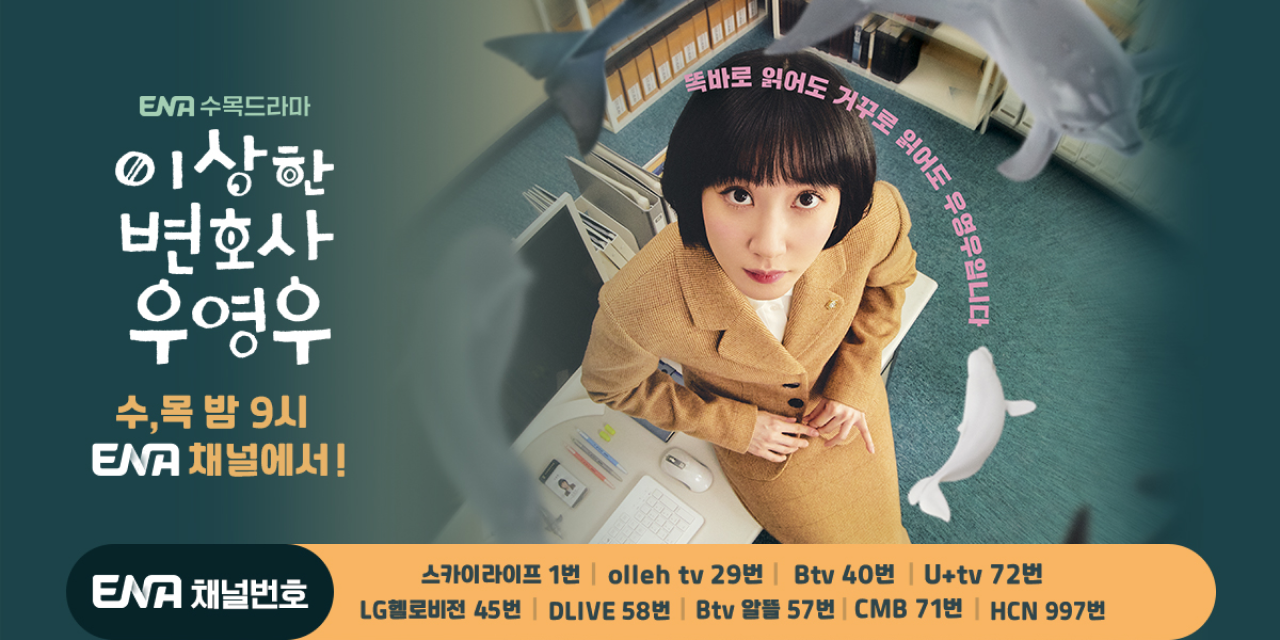 ENA 수목드라마
이상한
변호사
우영우
수,목 밤 9시
ENA 채널에서!
똑바로 읽어도 거꾸로 읽어도 우영우입니다
ENA 채널번호
스카이라이프 1번 | olleh tv 29번 | Btv 40번 | U+tv 72번
LG헬로비전 45번 | DLIVE 58번 | Btv 알뜰 57번 | CMB 71번 | HCN 997번